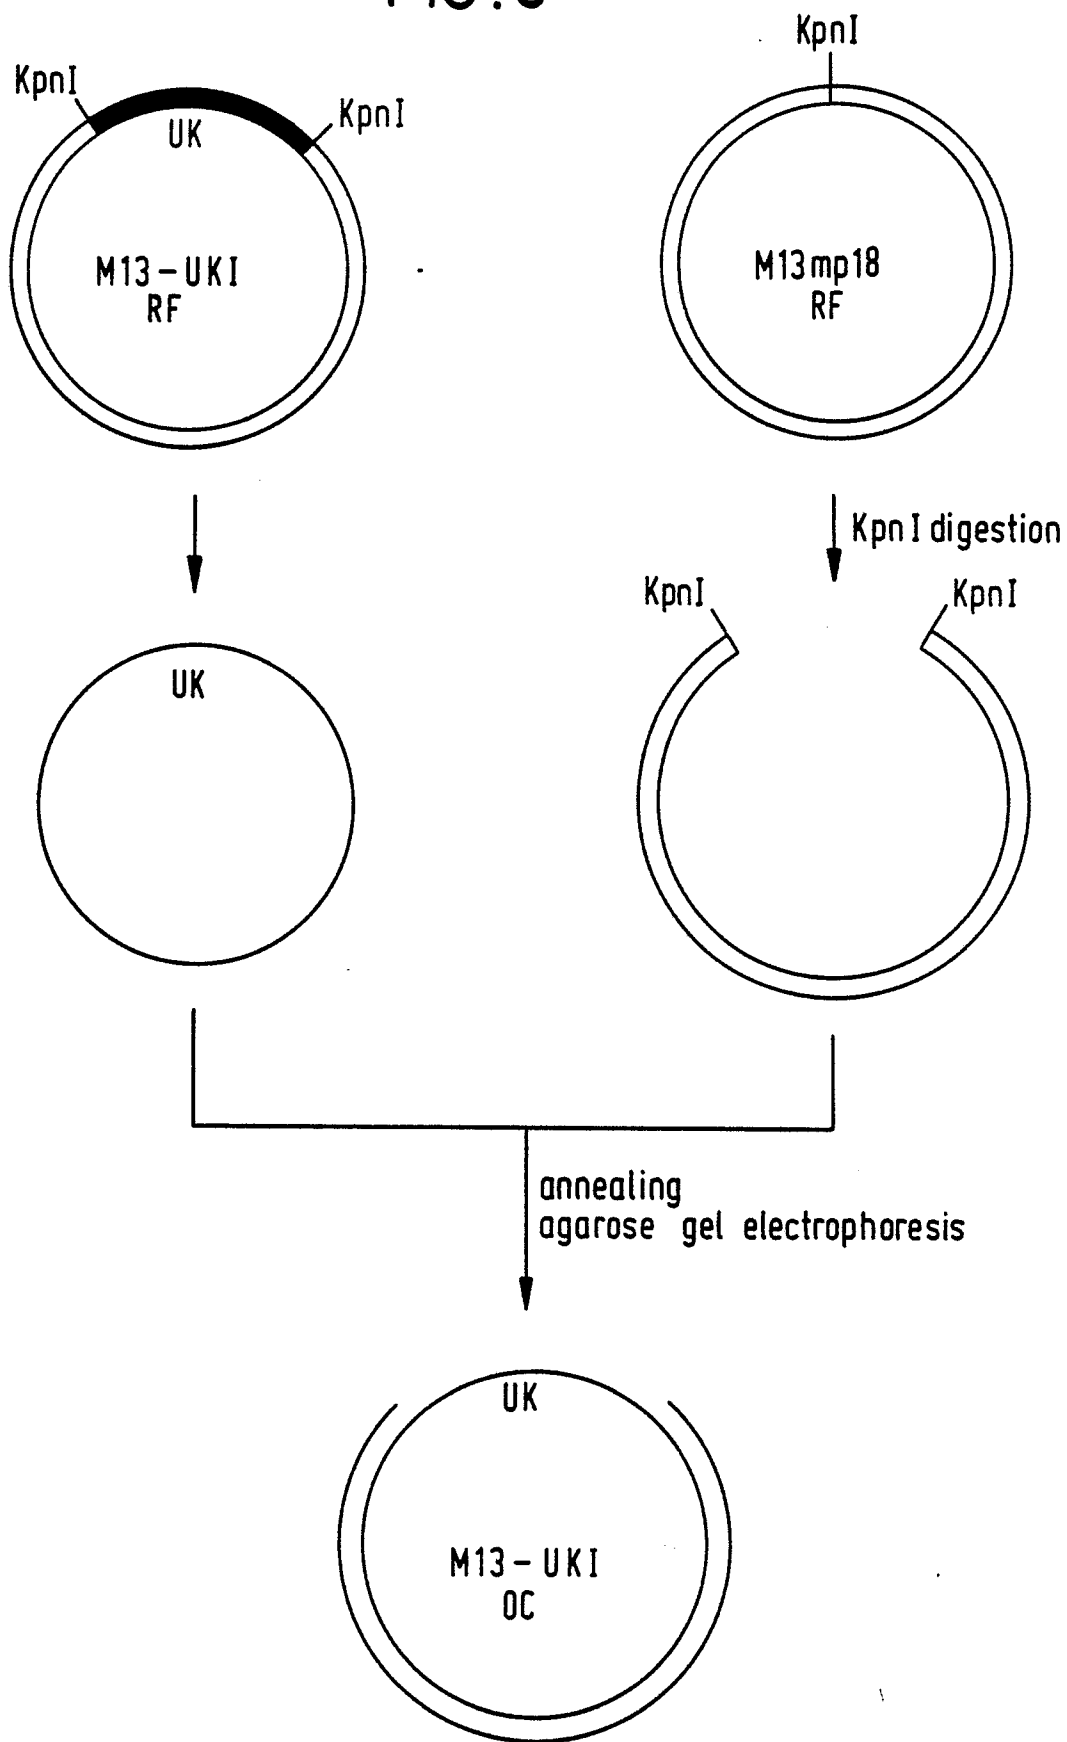 KpnI
KpnI
UK
KpnI
M13-UKI
RF
M13mp18
RF
KpnI digestion
KpnI
KpnI
UK
annealing
agarose gel electrophoresis
UK
M13-UKI
OC